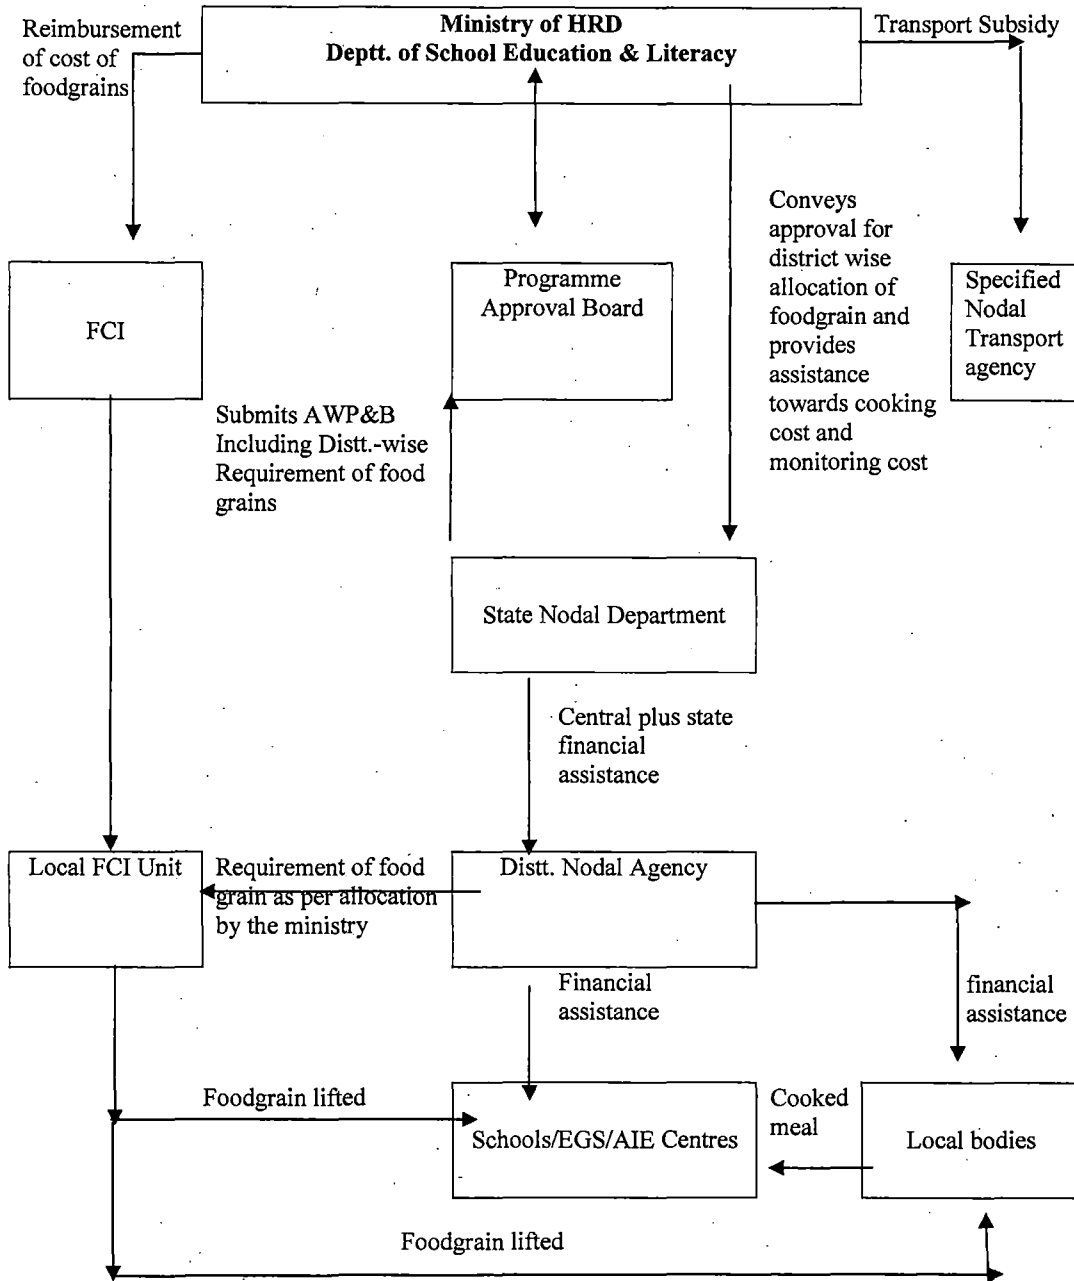 Reimbursement
of cost of
foodgrains
Ministry of HRD
Deptt. of School Education & Literacy
Transport Subsidy
FCI
Programme
Approval Board
Conveys
approval for
district wise
allocation of
foodgrain and
provides
assistance
towards cooking
cost and
monitoring cost
Specified
Nodal
Transport
agency
Submits AWP&B
Including Distt.-wise
Requirement of food
grains
State Nodal Department
Central plus state
financial
assistance
Local FCI Unit
Requirement of food
grain as per allocation
by the ministry
Distt. Nodal Agency
Financial
assistance
financial
assistance
Foodgrain lifted
Schools/EGS/AIE Centres
Cooked
meal
Local bodies
Foodgrain lifted